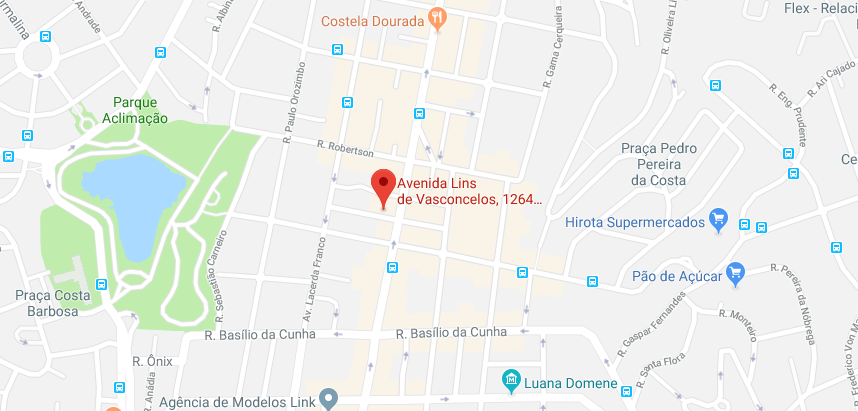 Costela Dourada
Flex - Relaci
Andrade
R. Albin
R. Oliveira Li
R. Gama Cerqueira
R. Ari Cajado
R. Paulo Orozimbo
R. Eng. Prudente
Parque
Aclimação
R. Robertson
Praça Pedro
Pereira
da Costa
Ce
Avenida Lins
de Vasconcelos, 1264...
Hirota Supermercados
R. Sebastião Carneiro
Av. Lacerda Franco
Pão de Açúcar
R. Pereira da Nóbrega
Praça Costa
Barbosa
R. Gaspar Fernandes
R. Monteiro
R. Basílio da Cunha
R. Basílio da Cunha
R. Ônix
R. Anádia
R. Santa Flora
R. Frederico Von Ma
Luana Domene
Agência de Modelos Link